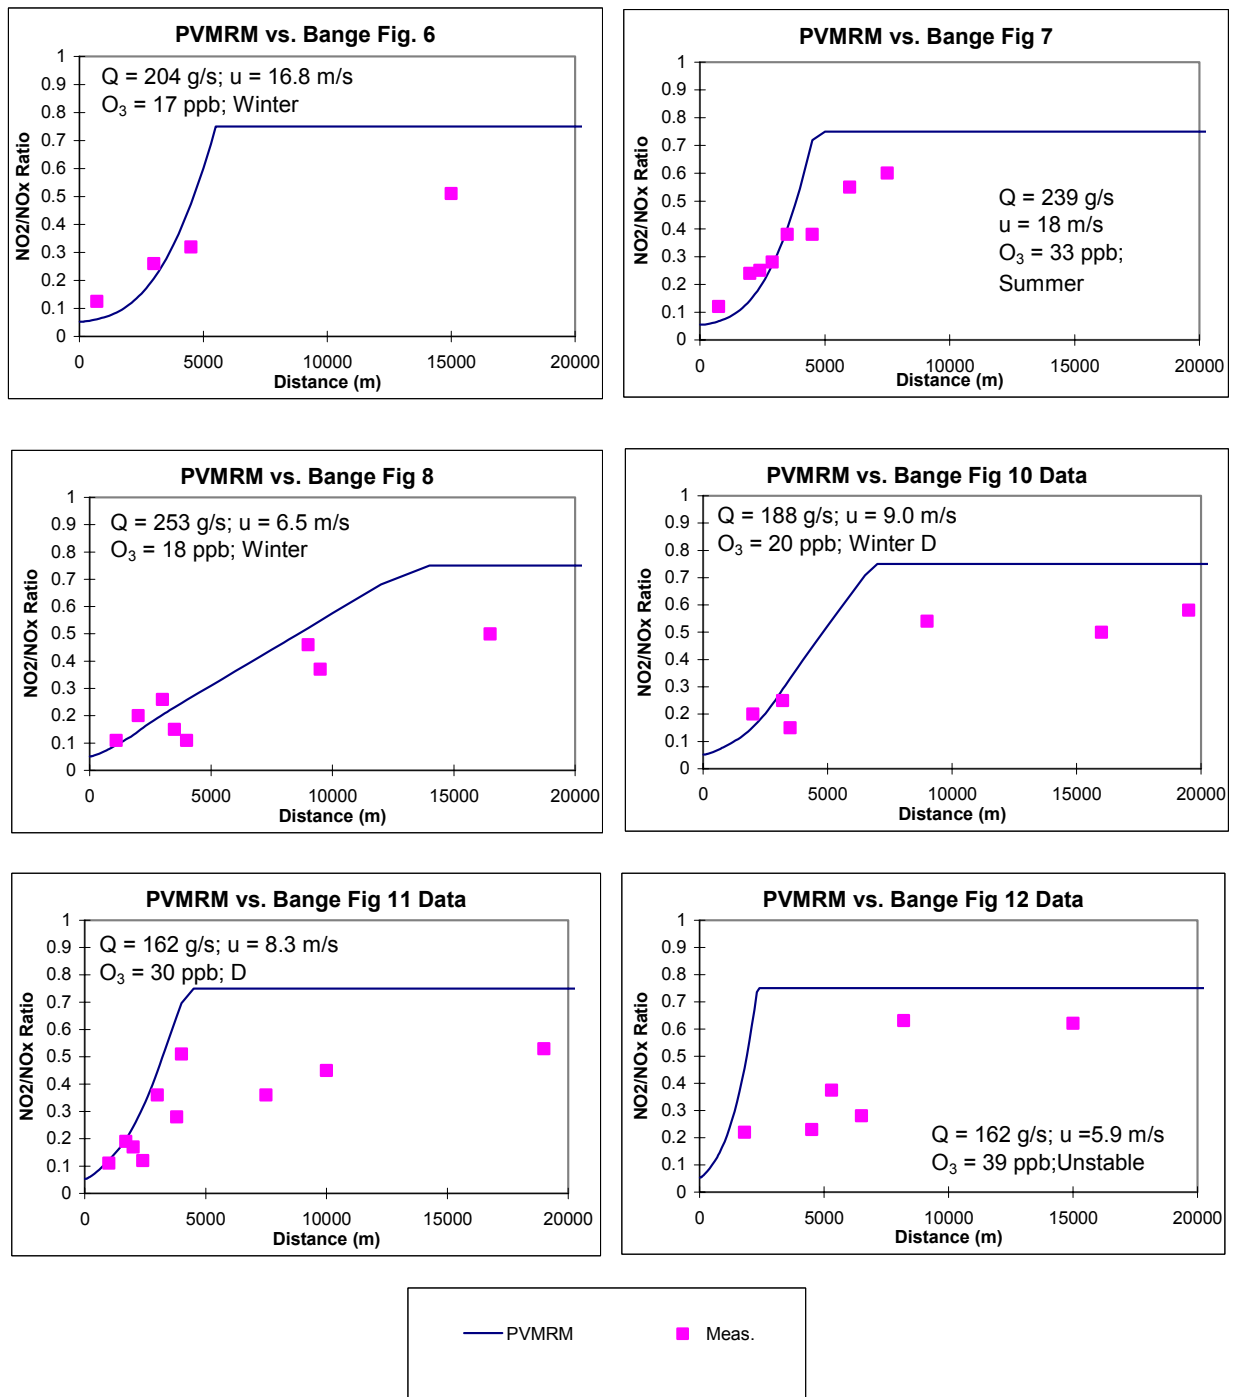 PVMRM vs. Bange Fig. 6
Q = 204 g/s; u = 16.8 m/s
O₃ = 17 ppb; Winter
NO2/NOx Ratio
1
0.9
0.8
0.7
0.6
0.5
0.4
0.3
0.2
0.1
0
0 5000 10000 15000 20000
Distance (m)
PVMRM vs. Bange Fig 7
Q = 239 g/s
u = 18 m/s
O₃ = 33 ppb;
Summer
NO2/NOx Ratio
1
0.9
0.8
0.7
0.6
0.5
0.4
0.3
0.2
0.1
0
0 5000 10000 15000 20000
Distance (m)
PVMRM vs. Bange Fig 8
Q = 253 g/s; u = 6.5 m/s
O₃ = 18 ppb; Winter
NO2/NOx Ratio
1
0.9
0.8
0.7
0.6
0.5
0.4
0.3
0.2
0.1
0
0 5000 10000 15000 20000
Distance (m)
PVMRM vs. Bange Fig 10 Data
Q = 188 g/s; u = 9.0 m/s
O₃ = 20 ppb; Winter D
NO2/NOx Ratio
1
0.9
0.8
0.7
0.6
0.5
0.4
0.3
0.2
0.1
0
0 5000 10000 15000 20000
Distance (m)
PVMRM vs. Bange Fig 11 Data
Q = 162 g/s; u = 8.3 m/s
O₃ = 30 ppb; D
NO2/NOx Ratio
1
0.9
0.8
0.7
0.6
0.5
0.4
0.3
0.2
0.1
0
0 5000 10000 15000 20000
Distance (m)
PVMRM vs. Bange Fig 12 Data
Q = 162 g/s; u =5.9 m/s
O₃ = 39 ppb;Unstable
NO2/NOx Ratio
1
0.9
0.8
0.7
0.6
0.5
0.4
0.3
0.2
0.1
0
0 5000 10000 15000 20000
Distance (m)
PVMRM Meas.